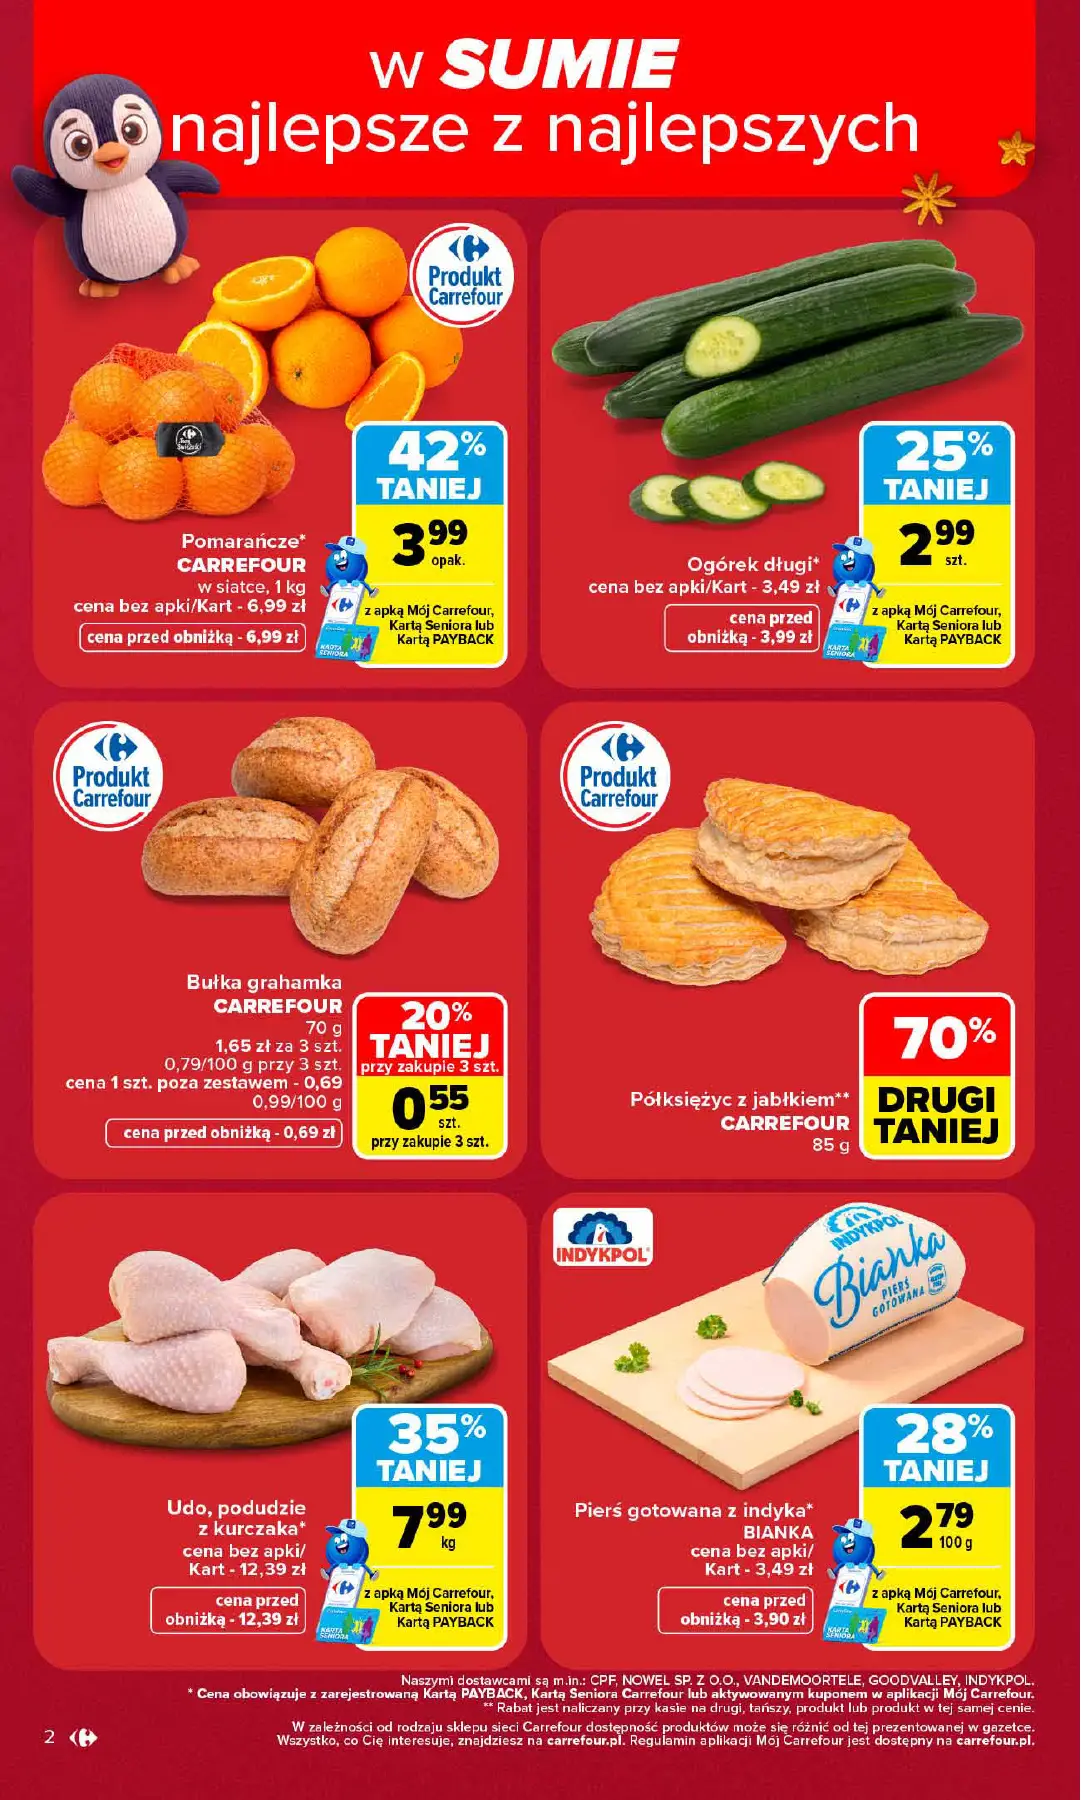 w SUMIE
najlepsze z najlepszych
Produkt
Carrefour
42%
TANIEJ
3 99
opak.
Pomarańcze*
CARREFOUR
w siatce, 1 kg
cena bez apki/Kart - 6,99 zł
cena przed obniżką - 6,99 zł
z apką Mój Carrefour,
Kartą Seniora lub
Kartą PAYBACK
KARTA
SENIORA
25%
TANIEJ
2 99
szt.
Ogórek długi*
cena bez apki/Kart - 3,49 zł
cena przed
obniżką - 3,99 zł
z apką Mój Carrefour,
Kartą Seniora lub
Kartą PAYBACK
KARTA
SENIORA
Produkt
Carrefour
Bułka grahamka
CARREFOUR
70 g
1,65 zł za 3 szt.
0,79/100 g przy 3 szt.
cena 1 szt. poza zestawem - 0,69
0,99/100 g
cena przed obniżką - 0,69 zł
20%
TANIEJ
przy zakupie 3 szt.
0 55
szt.
przy zakupie 3 szt.
Produkt
Carrefour
Półksiężyc z jabłkiem**
CARREFOUR
85 g
70%
DRUGI
TANIEJ
35%
TANIEJ
7 99
kg
Udo, podudzie
z kurczaka*
cena bez apki/
Kart - 12,39 zł
cena przed
obniżką - 12,39 zł
z apką Mój Carrefour,
Kartą Seniora lub
Kartą PAYBACK
KARTA
SENIORA
INDYKPOL
INDYKPOL
Bianka
PIERŚ
GOTOWANA
28%
TANIEJ
2 79
100 g
Pierś gotowana z indyka*
BIANKA
cena bez apki/
Kart - 3,49 zł
cena przed
obniżką - 3,90 zł
z apką Mój Carrefour,
Kartą Seniora lub
Kartą PAYBACK
KARTA
SENIORA
Naszymi dostawcami są m.in.: CPF, NOWEL SP. Z O.O., VANDEMOORTELE, GOODVALLEY, INDYKPOL.
* Cena obowiązuje z zarejestrowaną Kartą PAYBACK, Kartą Seniora Carrefour lub aktywowanym kuponem w aplikacji Mój Carrefour.
** Rabat jest naliczany przy kasie na drugi, tańszy, produkt lub produkt w tej samej cenie.
W zależności od rodzaju sklepu sieci Carrefour dostępność produktów może się różnić od tej prezentowanej w gazetce.
Wszystko, co Cię interesuje, znajdziesz na carrefour.pl. Regulamin aplikacji Mój Carrefour jest dostępny na carrefour.pl.
2